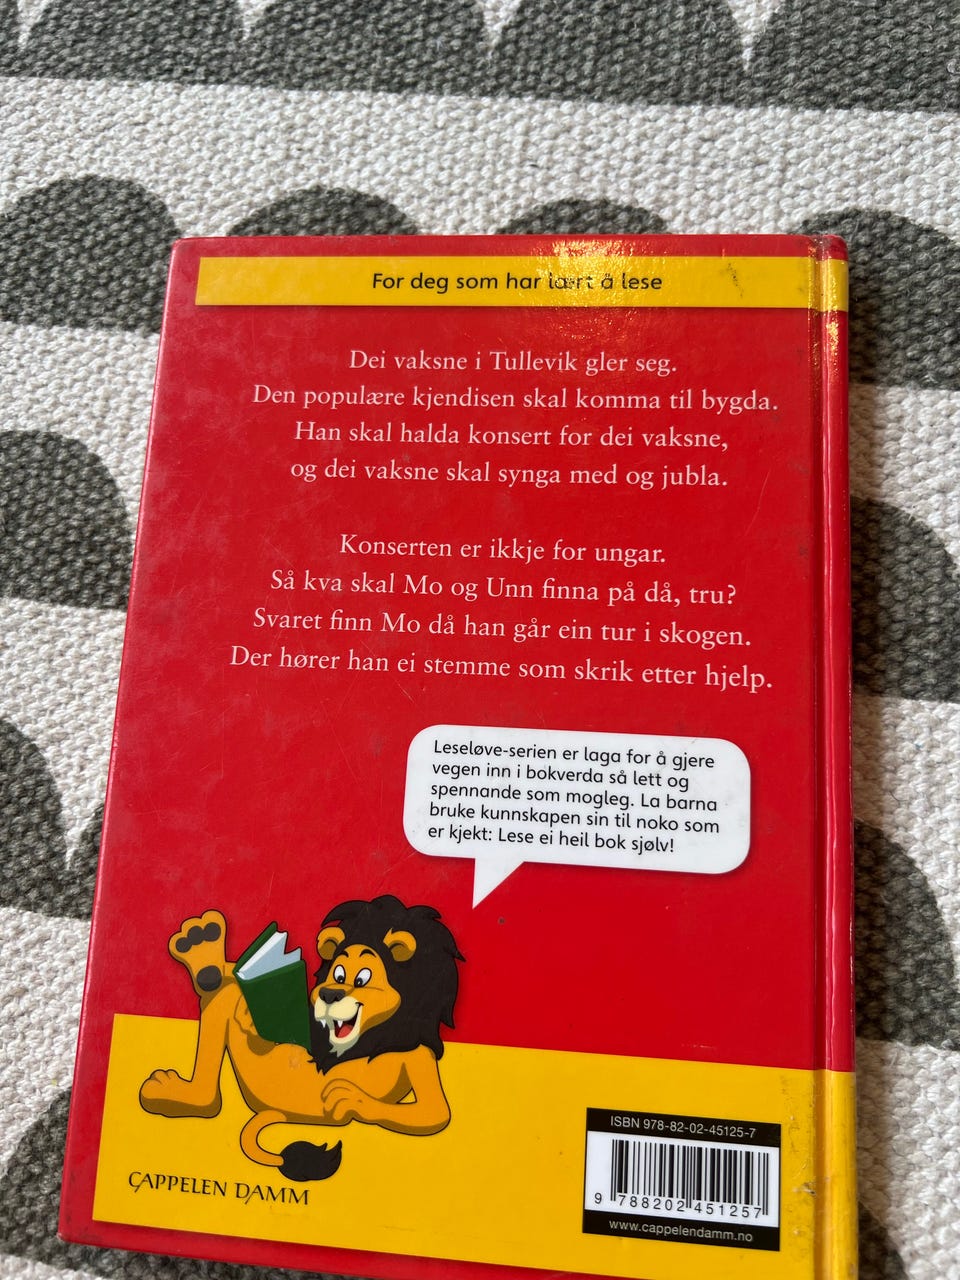 For deg som har lært å lese
Dei vaksne i Tullevik gler seg.
Den populære kjendisen skal komma til bygda.
Han skal halda konsert for dei vaksne,
og dei vaksne skal synga med og jubla.
Konserten er ikkje for ungar.
Så kva skal Mo og Unn finna på då, tru?
Svaret finn Mo då han går ein tur i skogen.
Der hører han ei stemme som skrik etter hjelp.
Leseløve-serien er laga for å gjere
vegen inn i bokverda så lett og
spennande som mogleg. La barna
bruke kunnskapen sin til noko som
er kjekt: Lese ei heil bok sjølv!
CAPPELEN DAMM
ISBN 978-82-02-45125-7
9 788202 451257
www.cappelendamm.no